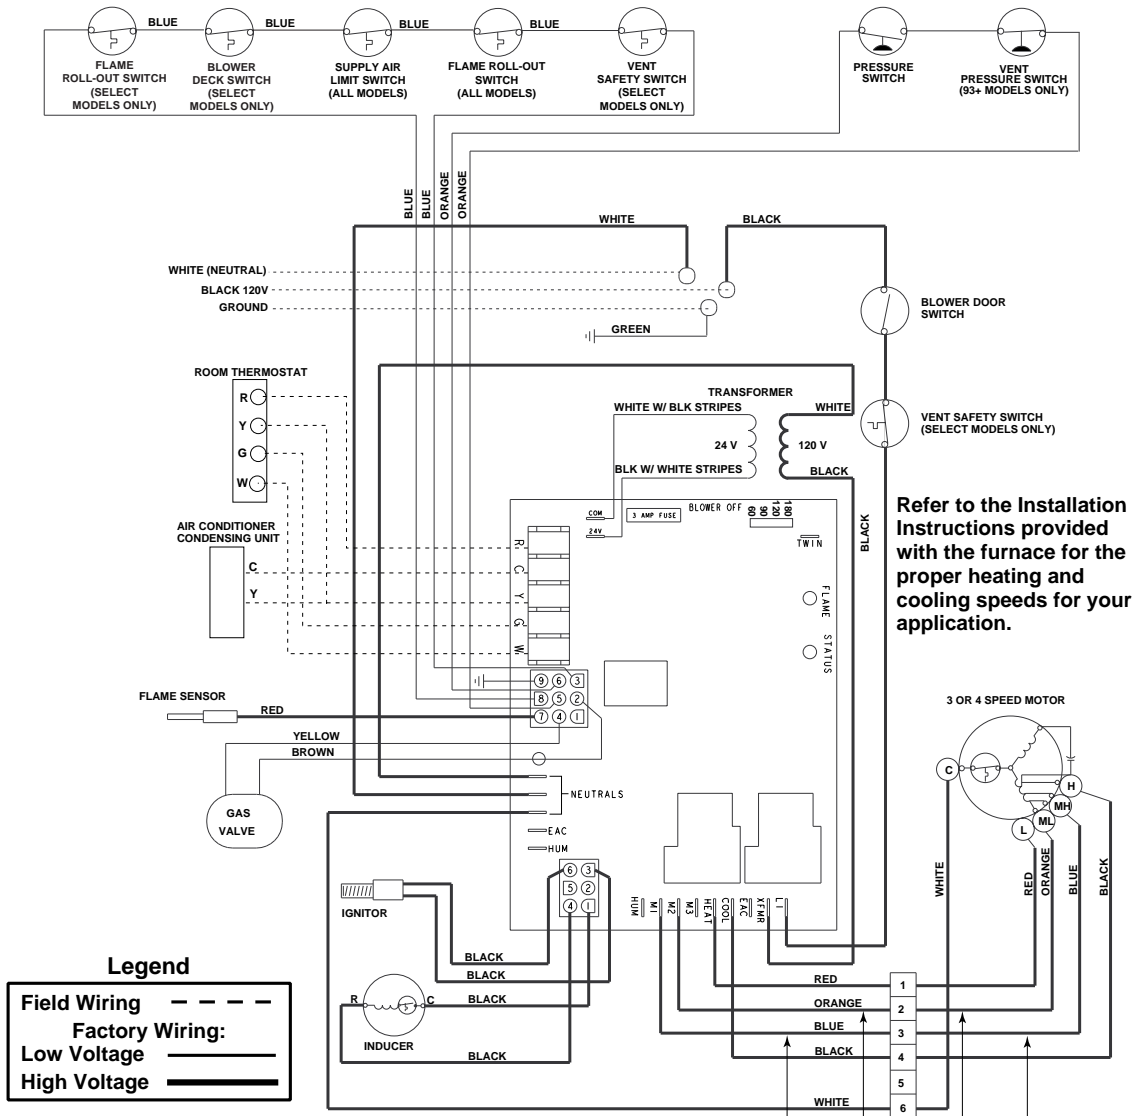 BLUE
BLUE
BLUE
BLUE
FLAME
ROLL-OUT SWITCH
(SELECT
MODELS ONLY)
BLOWER
DECK SWITCH
(SELECT
MODELS ONLY)
SUPPLY AIR
LIMIT SWITCH
(ALL MODELS)
FLAME ROLL-OUT
SWITCH
(ALL MODELS)
VENT
SAFETY SWITCH
(SELECT
MODELS ONLY)
PRESSURE
SWITCH
VENT
PRESSURE SWITCH
(93+ MODELS ONLY)
BLUE
BLUE
ORANGE
ORANGE
WHITE
BLACK
WHITE (NEUTRAL)
BLACK 120V
GROUND
GREEN
BLOWER DOOR
SWITCH
ROOM THERMOSTAT
R
Y
G
W
TRANSFORMER
WHITE W/ BLK STRIPES
WHITE
24 V
120 V
BLK W/ WHITE STRIPES
BLACK
VENT SAFETY SWITCH
(SELECT MODELS ONLY)
BLACK
Refer to the Installation
Instructions provided
with the furnace for the
proper heating and
cooling speeds for your
application.
AIR CONDITIONER
CONDENSING UNIT
C
Y
COM
24V
3 AMP FUSE
BLOWER OFF
60
90
120
180
TWIN
R
C
Y
G
W
FLAME
STATUS
9 6 3
8 5 2
7 4 1
FLAME SENSOR
RED
YELLOW
BROWN
GAS
VALVE
NEUTRALS
EAC
HUM
3 OR 4 SPEED MOTOR
C
H
MH
ML
L
WHITE
RED
ORANGE
BLUE
BLACK
6 3
5 2
4 1
HUM
M1
M2
M3
HEAT
COOL
EAC
XFMR
L1
IGNITOR
BLACK
BLACK
R
C
BLACK
INDUCER
BLACK
RED
1
ORANGE
2
BLUE
3
BLACK
4
5
WHITE
6
Legend
Field Wiring
Factory Wiring:
Low Voltage
High Voltage